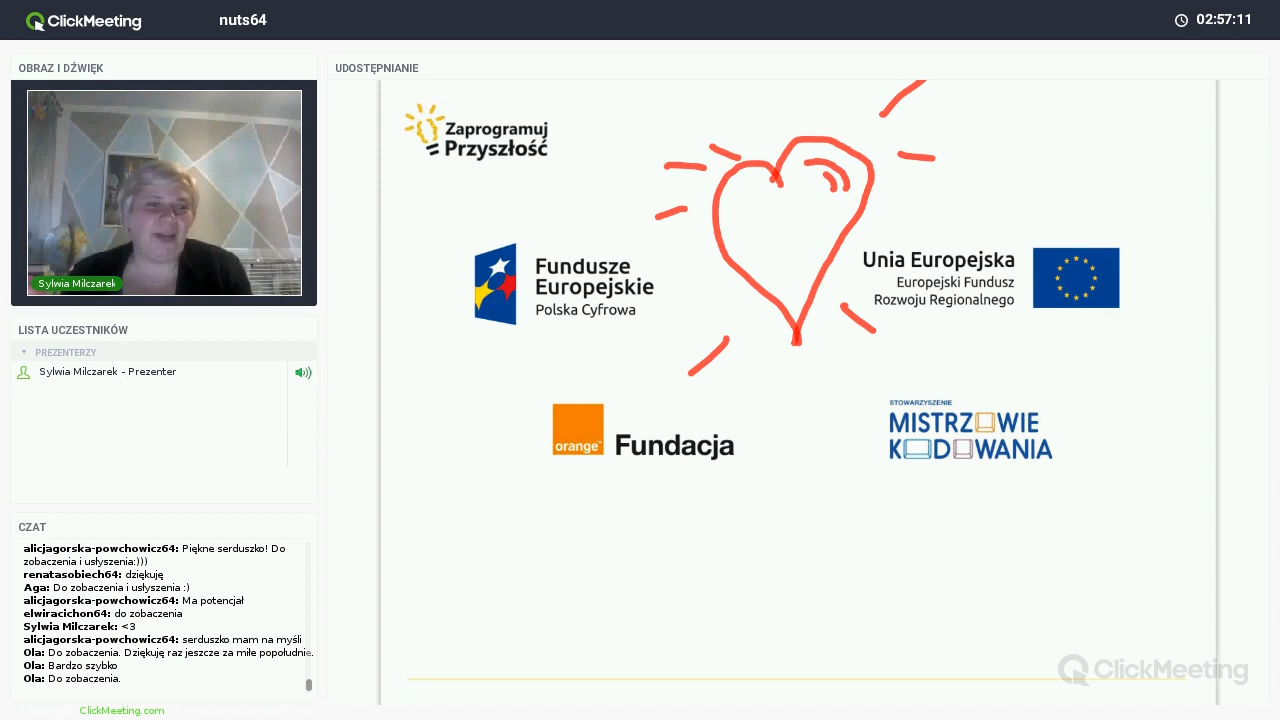 ClickMeeting
nuts64
02:57:11
OBRAZ I DŹWIĘK
Sylwia Milczarek
LISTA UCZESTNIKÓW
PREZENTERZY
Sylwia Milczarek - Prezenter
CZAT
alicjagorska-powchowicz64: Piękne serduszko! Do
zobaczenia i usłyszenia:)))
renatasobiech64: dziękuję
Aga: Do zobaczenia i usłyszenia :)
alicjagorska-powchowicz64: Ma potencjał
elwiracichon64: do zobaczenia
Sylwia Milczarek: <3
alicjagorska-powchowicz64: serduszko mam na myśli
Ola: Do zobaczenia. Dziękuję raz jeszcze za miłe popołudnie.
Ola: Bardzo szybko
Ola: Do zobaczenia.
ClickMeeting.com
UDOSTĘPNIANIE
Zaprogramuj
Przyszłość
Fundusze
Europejskie
Polska Cyfrowa
Unia Europejska
Europejski Fundusz
Rozwoju Regionalnego
orange™
Fundacja
STOWARZYSZENIE
MISTRZOWIE
KODOWANIA
ClickMeeting